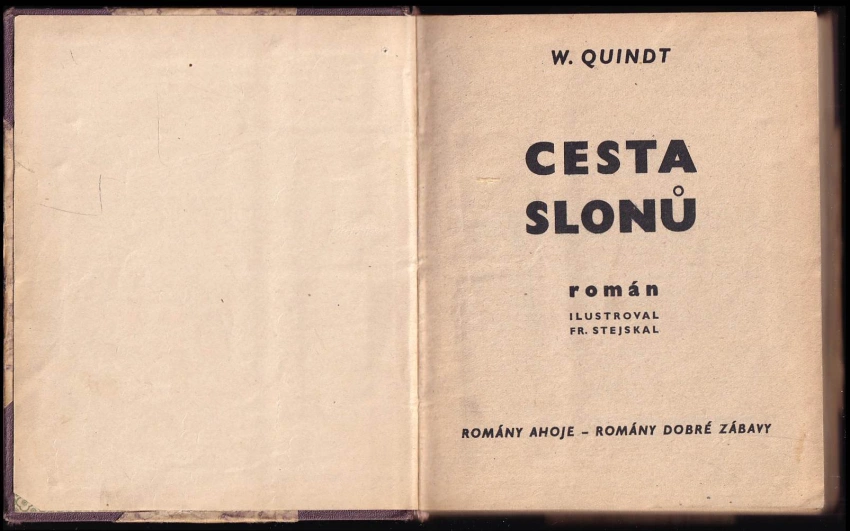 W. QUINDT
CESTA
SLONŮ
román
ILUSTROVAL
FR. STEJSKAL
ROMÁNY AHOJE – ROMÁNY DOBRÉ ZÁBAVY